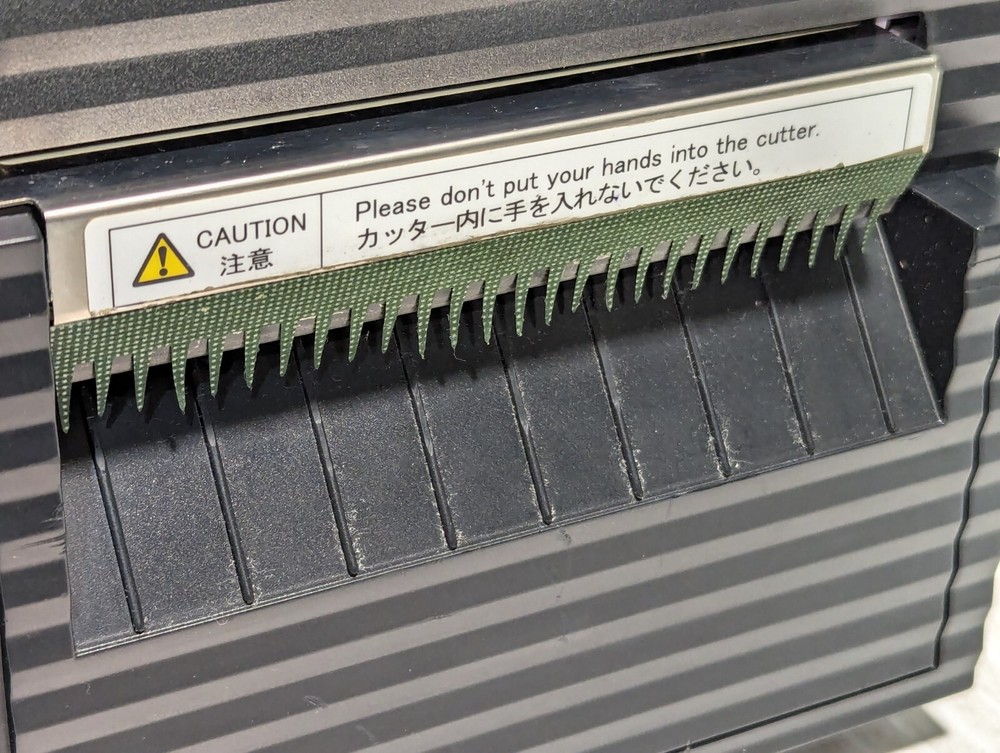 CAUTION
注意
Please don't put your hands into the cutter.
カッター内に手を入れないでください。